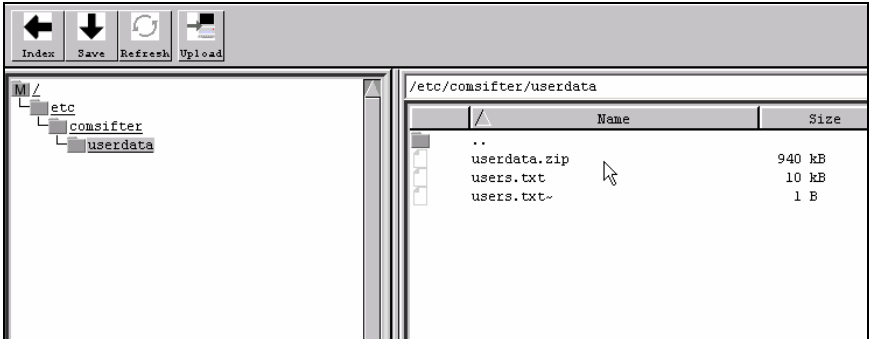 Index Save Refresh Upload
M /
etc
comsifter
userdata
/etc/comsifter/userdata
Name Size
..
userdata.zip 940 kB
users.txt 10 kB
users.txt~ 1 B